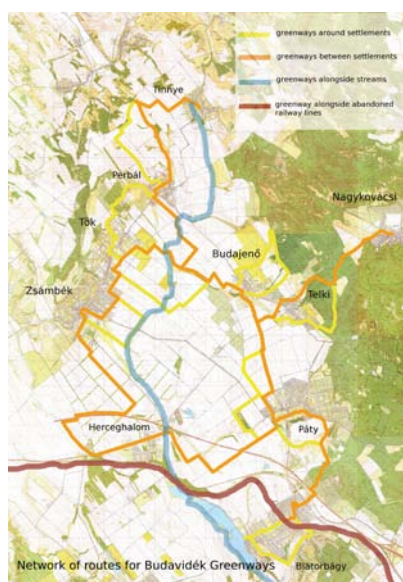 greenways around settlements
greenways between settlements
greenways alongside streams
greenway alongside abandoned
railway lines
Tinnye
Perbál
Nagykovácsi
Tök
Budajenő
Zsámbék
Telki
Herceghalom
Páty
Biatorbágy
Network of routes for Budavidék Greenways